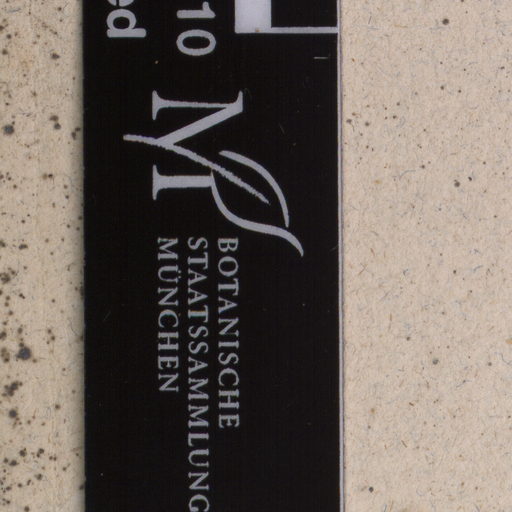 10
ed
M
BOTANISCHE
STAATSSAMMLUNG
MÜNCHEN